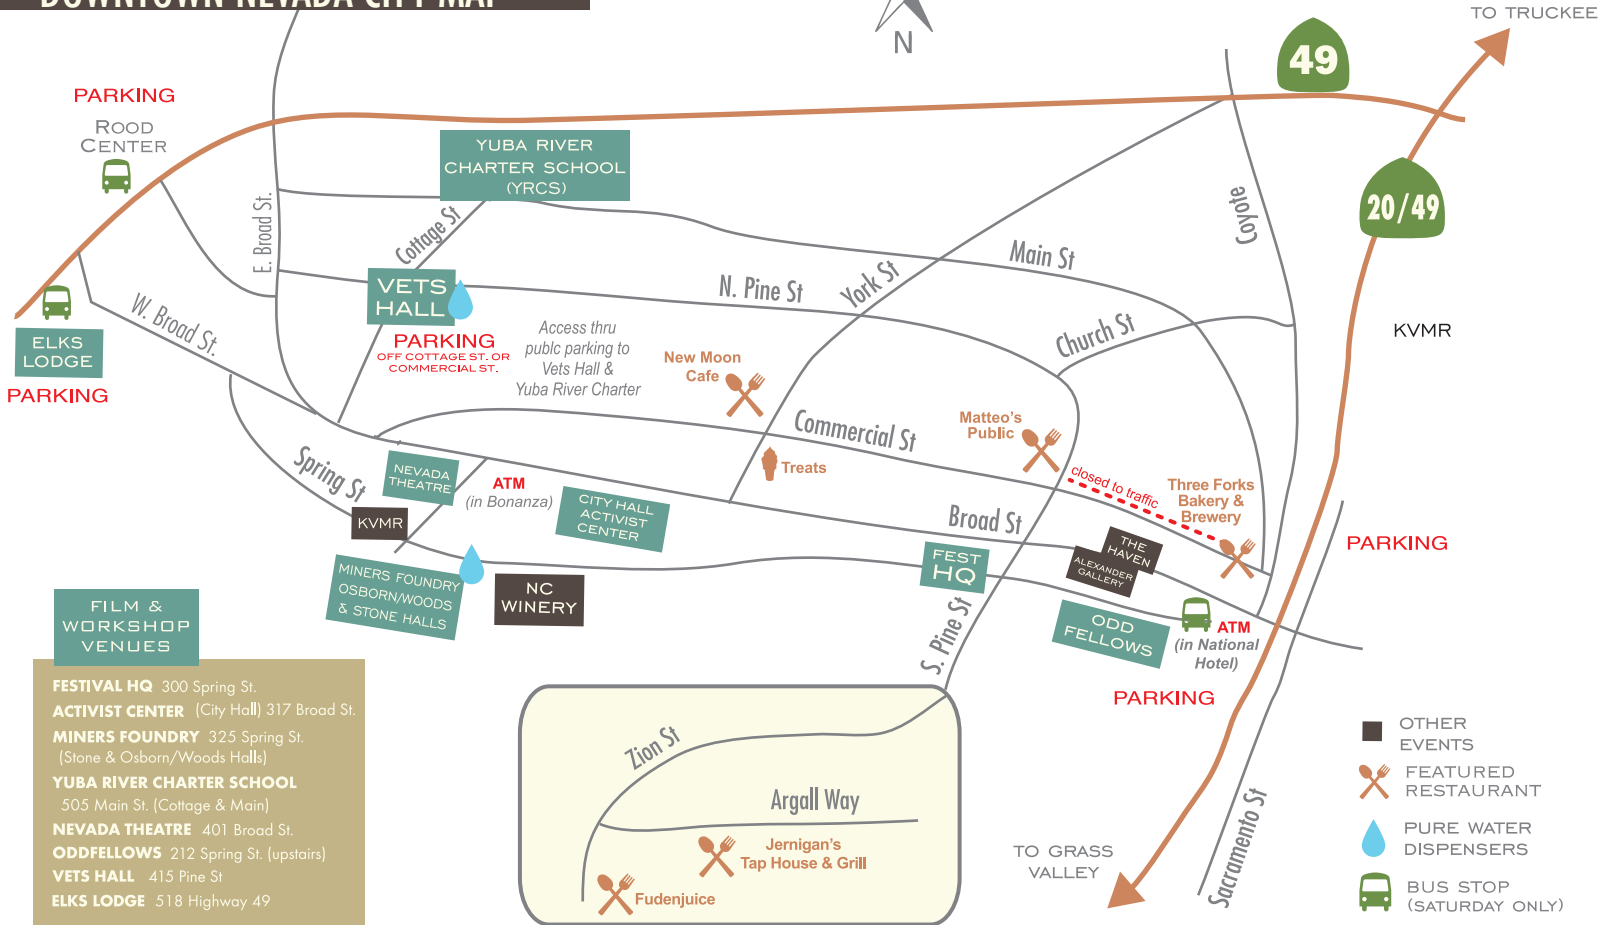 DOWNTOWN NEVADA CITY MAP
N
TO TRUCKEE
49
PARKING
ROOD
CENTER
YUBA RIVER
CHARTER SCHOOL
(YRCS)
20/49
E. Broad St.
Cottage St
Coyote
Main St
N. Pine St
York St
VETS
HALL
W. Broad St.
ELKS
LODGE
PARKING
PARKING
OFF COTTAGE ST. OR
COMMERCIAL ST.
Access thru
publc parking to
Vets Hall &
Yuba River Charter
New Moon
Cafe
Church St
KVMR
Commercial St
Matteo's
Public
Treats
closed to traffic
Three Forks
Bakery &
Brewery
Spring St
NEVADA
THEATRE
ATM
(in Bonanza)
CITY HALL
ACTIVIST
CENTER
KVMR
Broad St
PARKING
FEST
HQ
THE
HAVEN
ALEXANDER
GALLERY
MINERS FOUNDRY
OSBORN/WOODS
& STONE HALLS
NC
WINERY
S. Pine St
ODD
FELLOWS
ATM
(in National
Hotel)
PARKING
FILM &
WORKSHOP
VENUES
FESTIVAL HQ 300 Spring St.
ACTIVIST CENTER (City Hall) 317 Broad St.
MINERS FOUNDRY 325 Spring St.
(Stone & Osborn/Woods Halls)
YUBA RIVER CHARTER SCHOOL
505 Main St. (Cottage & Main)
NEVADA THEATRE 401 Broad St.
ODDFELLOWS 212 Spring St. (upstairs)
VETS HALL 415 Pine St
ELKS LODGE 518 Highway 49
Zion St
Argall Way
Jernigan's
Tap House & Grill
Fudenjuice
TO GRASS
VALLEY
Sacramento St
OTHER
EVENTS
FEATURED
RESTAURANT
PURE WATER
DISPENSERS
BUS STOP
(SATURDAY ONLY)